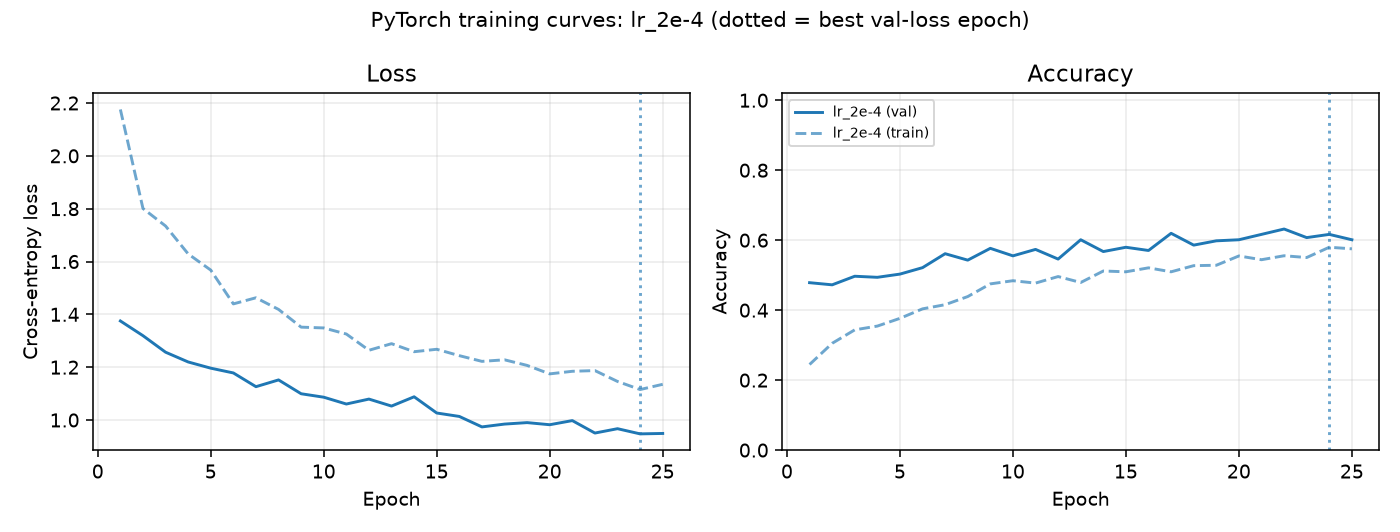 PyTorch training curves: lr_2e-4 (dotted = best val-loss epoch)
Loss
Cross-entropy loss
2.2
2.0
1.8
1.6
1.4
1.2
1.0
0 5 10 15 20 25
Epoch
Accuracy
lr_2e-4 (val)
lr_2e-4 (train)
Accuracy
1.0
0.8
0.6
0.4
0.2
0.0
0 5 10 15 20 25
Epoch